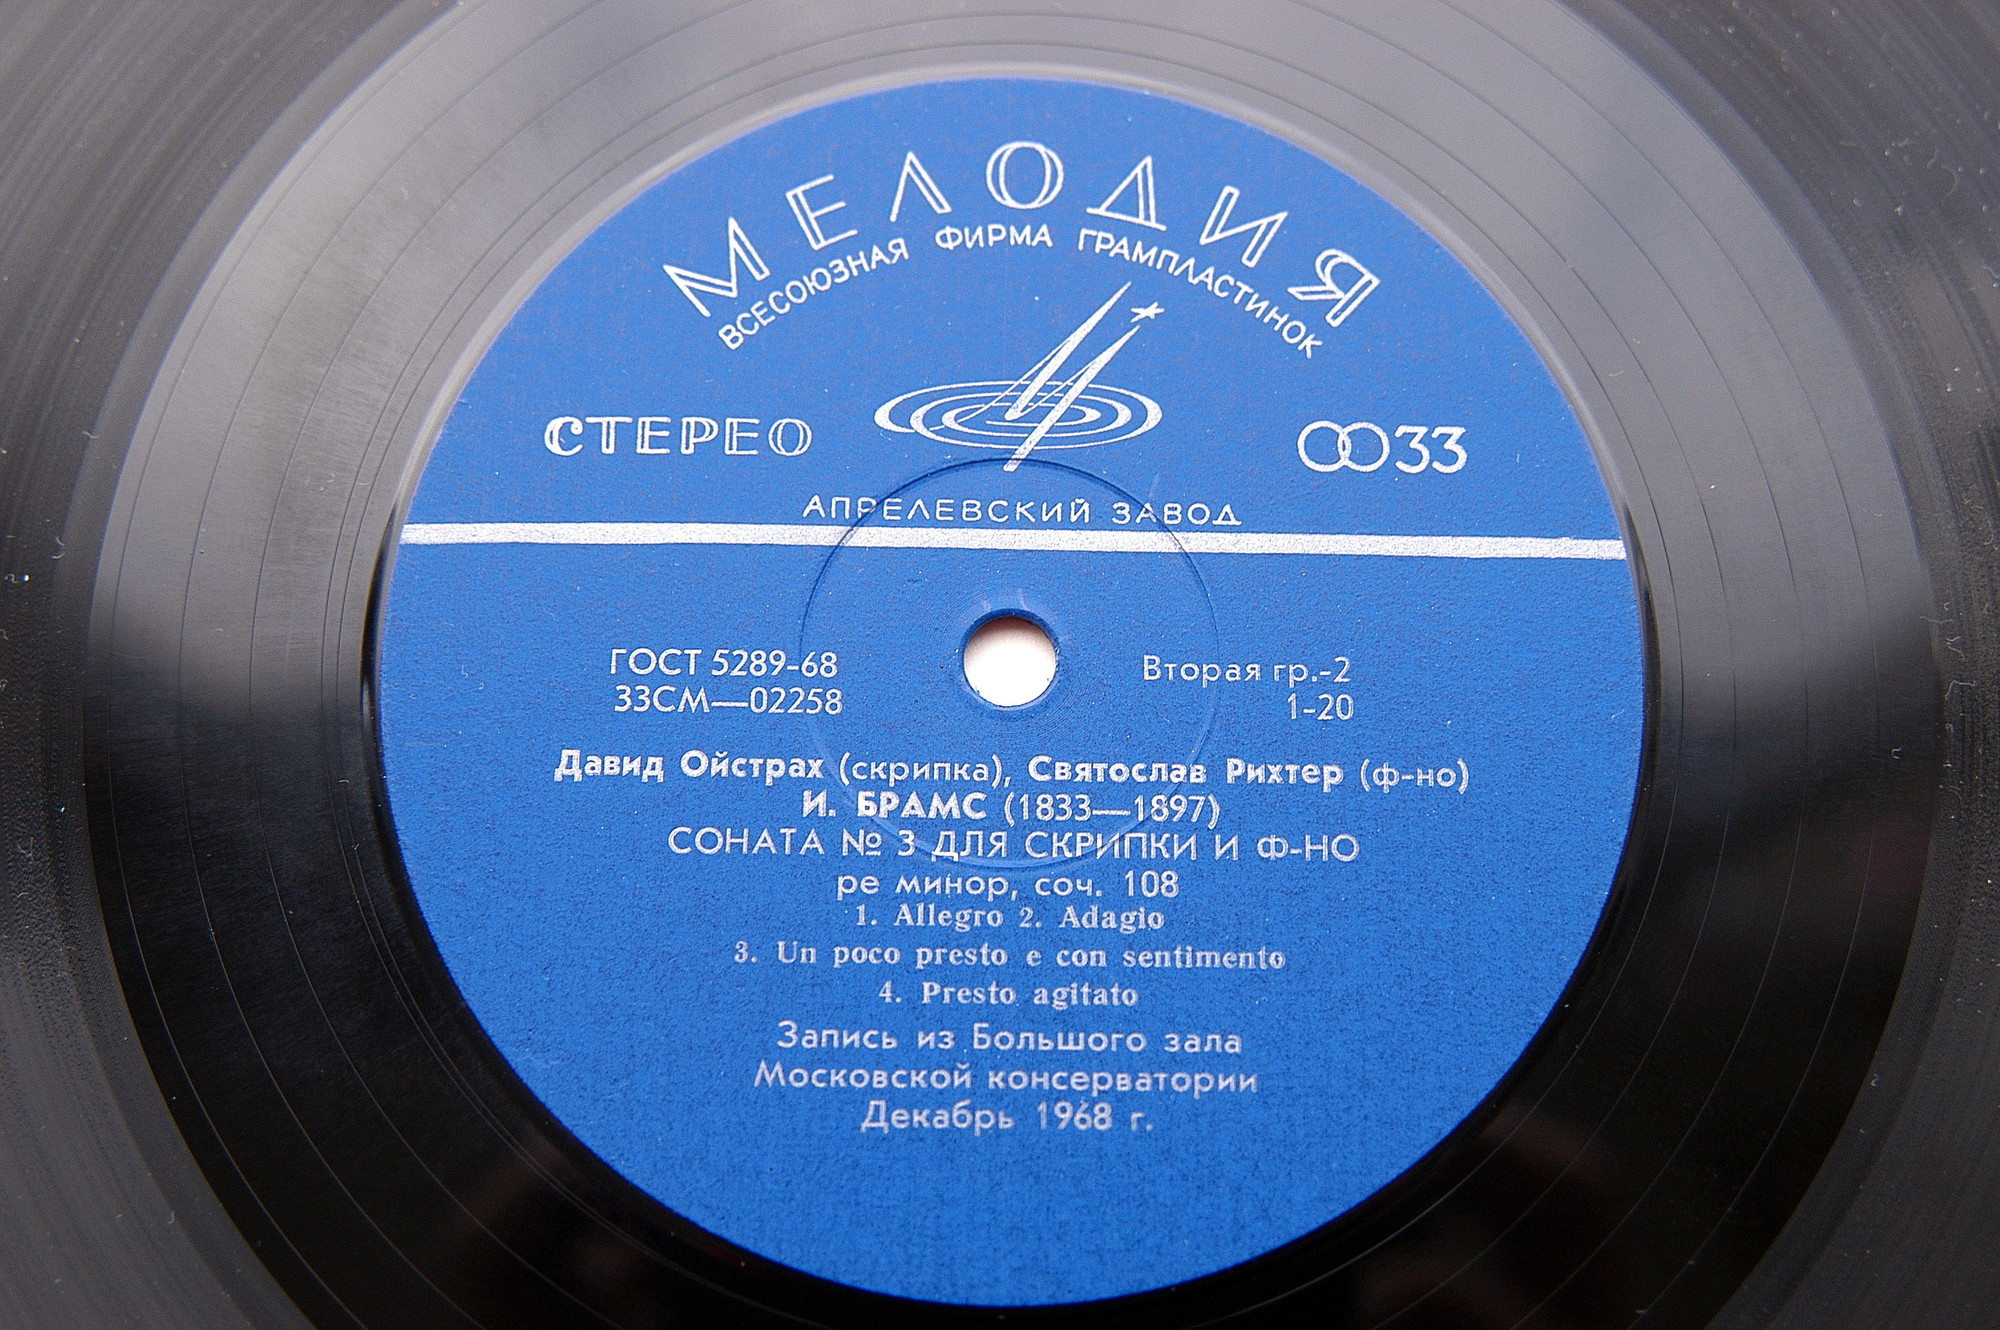 МЕЛОДИЯ
ВСЕСОЮЗНАЯ ФИРМА ГРАМПЛАСТИНОК
СТЕРЕО
33
АПРЕЛЕВСКИЙ ЗАВОД
ГОСТ 5289-68
33СМ—02258
Вторая гр.-2
1-20
Давид Ойстрах (скрипка), Святослав Рихтер (ф-но)
И. БРАМС (1833—1897)
СОНАТА № 3 ДЛЯ СКРИПКИ И Ф-НО
ре минор, соч. 108
1. Allegro 2. Adagio
3. Un poco presto e con sentimento
4. Presto agitato
Запись из Большого зала
Московской консерватории
Декабрь 1968 г.